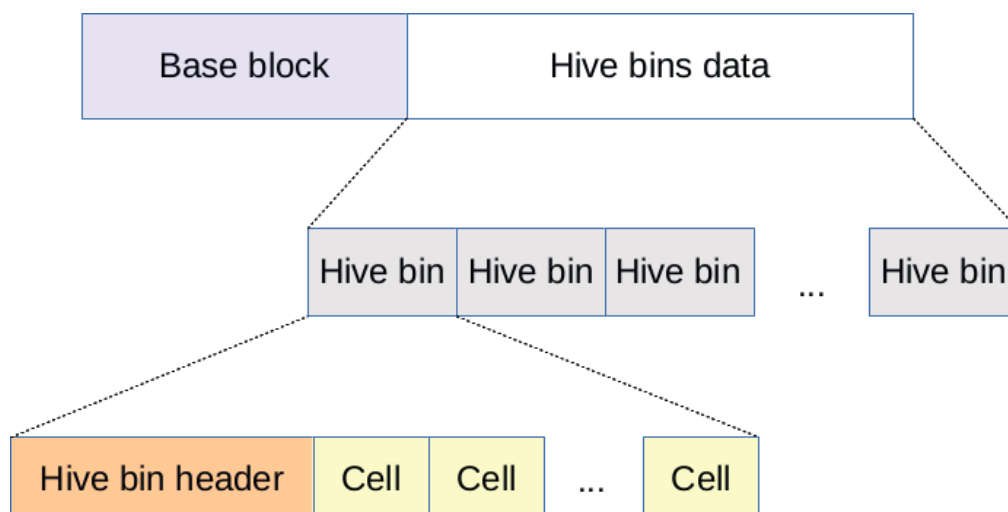 Base block
Hive bins data
Hive bin
Hive bin
Hive bin
...
Hive bin
Hive bin header
Cell
Cell
...
Cell